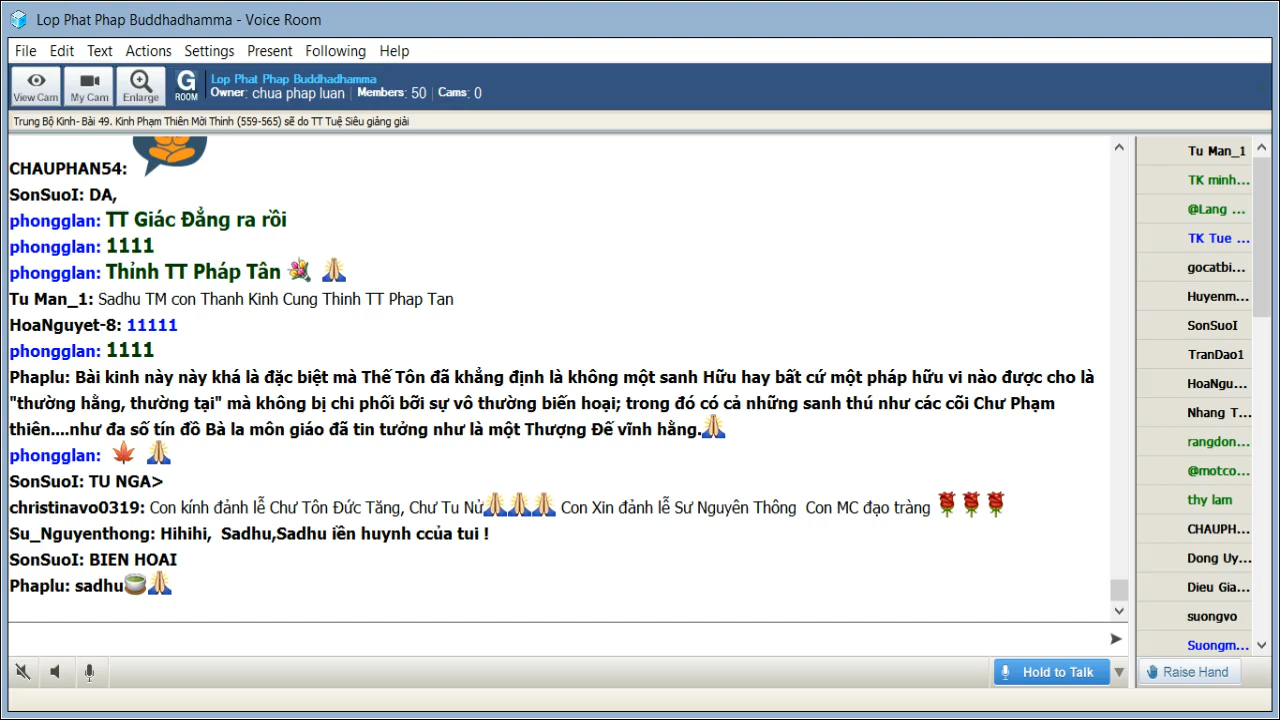 Lop Phat Phap Buddhadhamma - Voice Room
File Edit Text Actions Settings Present Following Help
View Cam My Cam Enlarge G ROOM
Lop Phat Phap Buddhadhamma
Owner: chua phap luan Members: 50 Cams: 0
Trung Bộ Kinh- Bài 49. Kinh Phạm Thiên Mời Thỉnh (559-565) sẽ do TT Tuệ Siêu giảng giải
CHAUPHAN54:
SonSuoI: DA,
phongglan: TT Giác Đẳng ra rồi
phongglan: 1111
phongglan: Thỉnh TT Pháp Tân
Tu Man_1: Sadhu TM con Thanh Kinh Cung Thinh TT Phap Tan
HoaNguyet-8: 11111
phongglan: 1111
Phaplu: Bài kinh này này khá là đặc biệt mà Thế Tôn đã khẳng định là không một sanh Hữu hay bất cứ một pháp hữu vi nào được cho là
"thường hằng, thường tại" mà không bị chi phối bỡi sự vô thường biến hoại; trong đó có cả những sanh thú như các cõi Chư Phạm
thiên....như đa số tín đồ Bà la môn giáo đã tin tưởng như là một Thượng Đế vĩnh hằng.
phongglan:
SonSuoI: TU NGA>
christinavo0319: Con kính đảnh lễ Chư Tôn Đức Tăng, Chư Tu Nử Con Xin đảnh lễ Sư Nguyên Thông Con MC đạo tràng
Su_Nguyenthong: Hihihi, Sadhu,Sadhu iền huynh ccủa tui !
SonSuoI: BIEN HOAI
Phaplu: sadhu
Tu Man_1
TK minh...
@Lang ...
TK Tue ...
gocatbi...
Huyenm...
SonSuoI
TranDao1
HoaNgu...
Nhang T...
rangdon...
@motco...
thy lam
CHAUPH...
Dong Uy...
Dieu Gia...
suongvo
Suongm...
Hold to Talk
Raise Hand